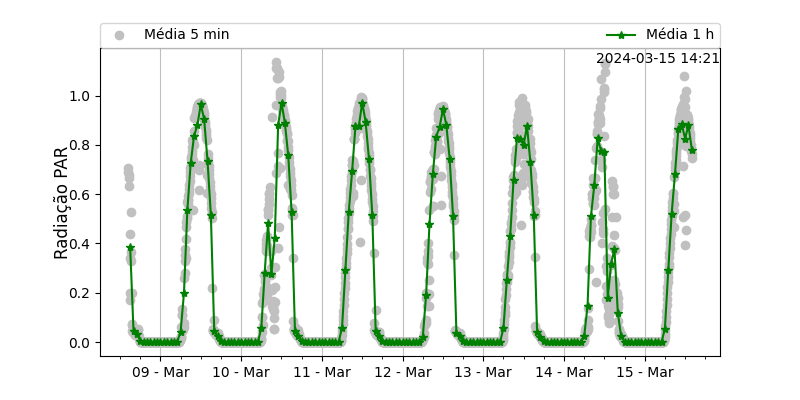 Média 5 min
Média 1 h
2024-03-15 14:21
Radiação PAR
1.0
0.8
0.6
0.4
0.2
0.0
09 - Mar
10 - Mar
11 - Mar
12 - Mar
13 - Mar
14 - Mar
15 - Mar